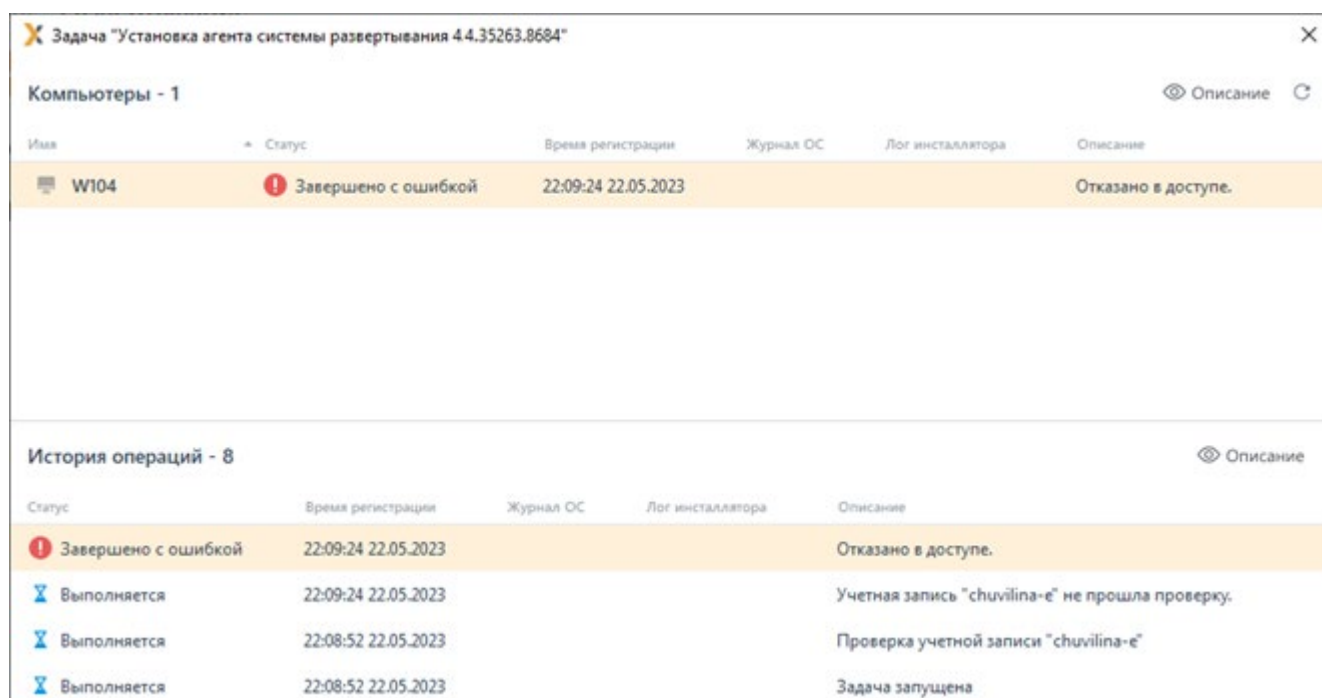 Задача "Установка агента системы развертывания 4.4.35263.8684"
Компьютеры - 1 Описание
Имя Статус Время регистрации Журнал ОС Лог инсталлятора Описание
W104 Завершено с ошибкой 22:09:24 22.05.2023 Отказано в доступе.
История операций - 8 Описание
Статус Время регистрации Журнал ОС Лог инсталлятора Описание
Завершено с ошибкой 22:09:24 22.05.2023 Отказано в доступе.
Выполняется 22:09:24 22.05.2023 Учетная запись "chuvilina-e" не прошла проверку.
Выполняется 22:08:52 22.05.2023 Проверка учетной записи "chuvilina-e"
Выполняется 22:08:52 22.05.2023 Задача запущена